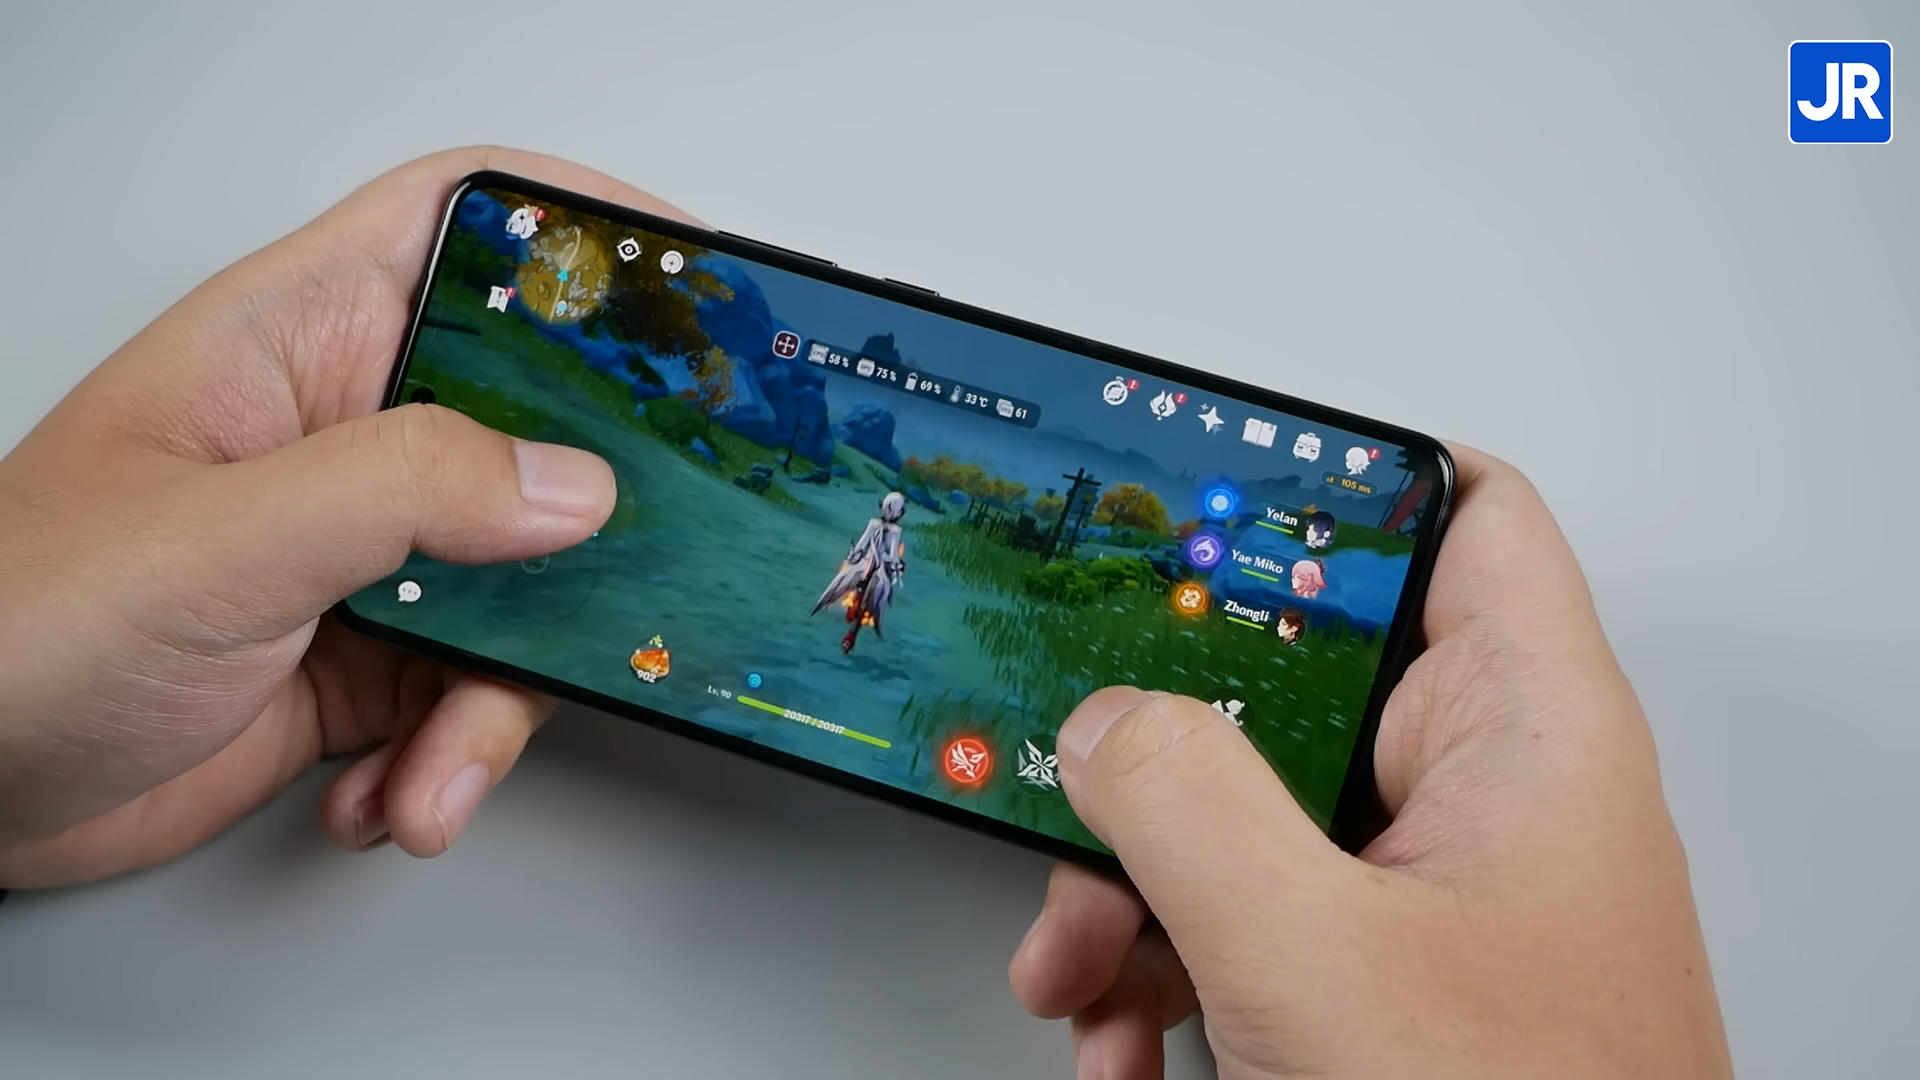 JR
58 %
75 %
69 %
33 °C
61
105 ms
Yelan
Yae Miko
Zhongli
902
Lv. 90
20317 / 20317